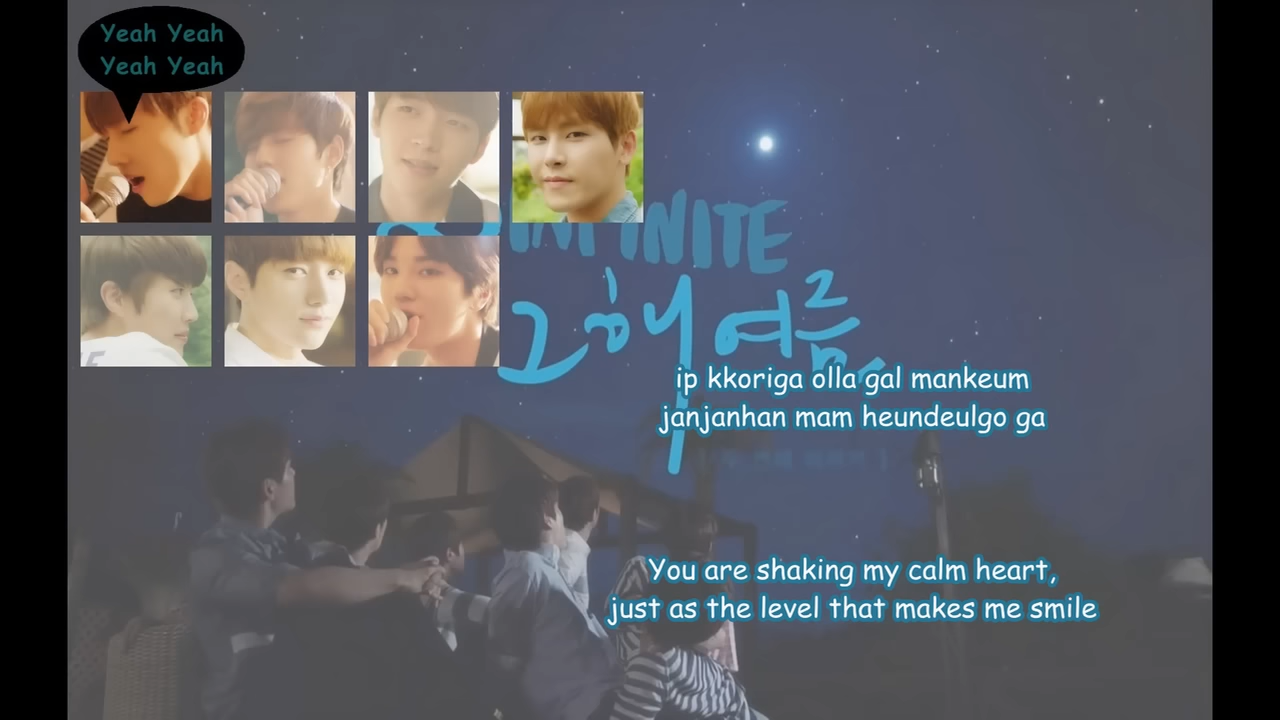 Yeah Yeah
Yeah Yeah
INFINITE
그 해 여름
ip kkoriga olla gal mankeum
janjanhan mam heundeulgo ga
You are shaking my calm heart,
just as the level that makes me smile